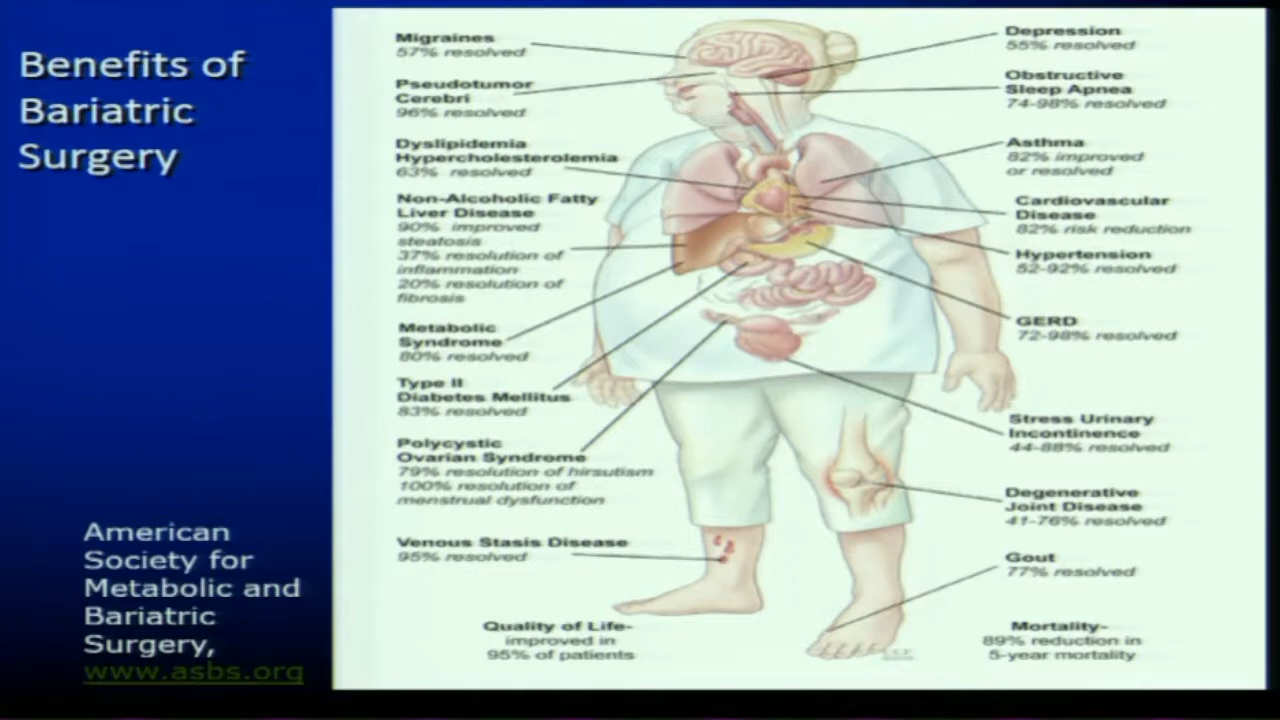 Benefits of
Bariatric
Surgery
American
Society for
Metabolic and
Bariatric
Surgery,
www.asbs.org
Migraines
57% resolved
Pseudotumor
Cerebri
96% resolved
Dyslipidemia
Hypercholesterolemia
63% resolved
Non-Alcoholic Fatty
Liver Disease
90% improved
steatosis
37% resolution of
inflammation
20% resolution of
fibrosis
Metabolic
Syndrome
80% resolved
Type II
Diabetes Mellitus
83% resolved
Polycystic
Ovarian Syndrome
79% resolution of hirsutism
100% resolution of
menstrual dysfunction
Venous Stasis Disease
95% resolved
Quality of Life-
improved in
95% of patients
Depression
55% resolved
Obstructive
Sleep Apnea
74-98% resolved
Asthma
82% improved
or resolved
Cardiovascular
Disease
82% risk reduction
Hypertension
52-92% resolved
GERD
72-98% resolved
Stress Urinary
Incontinence
44-88% resolved
Degenerative
Joint Disease
41-76% resolved
Gout
77% resolved
Mortality-
89% reduction in
5-year mortality